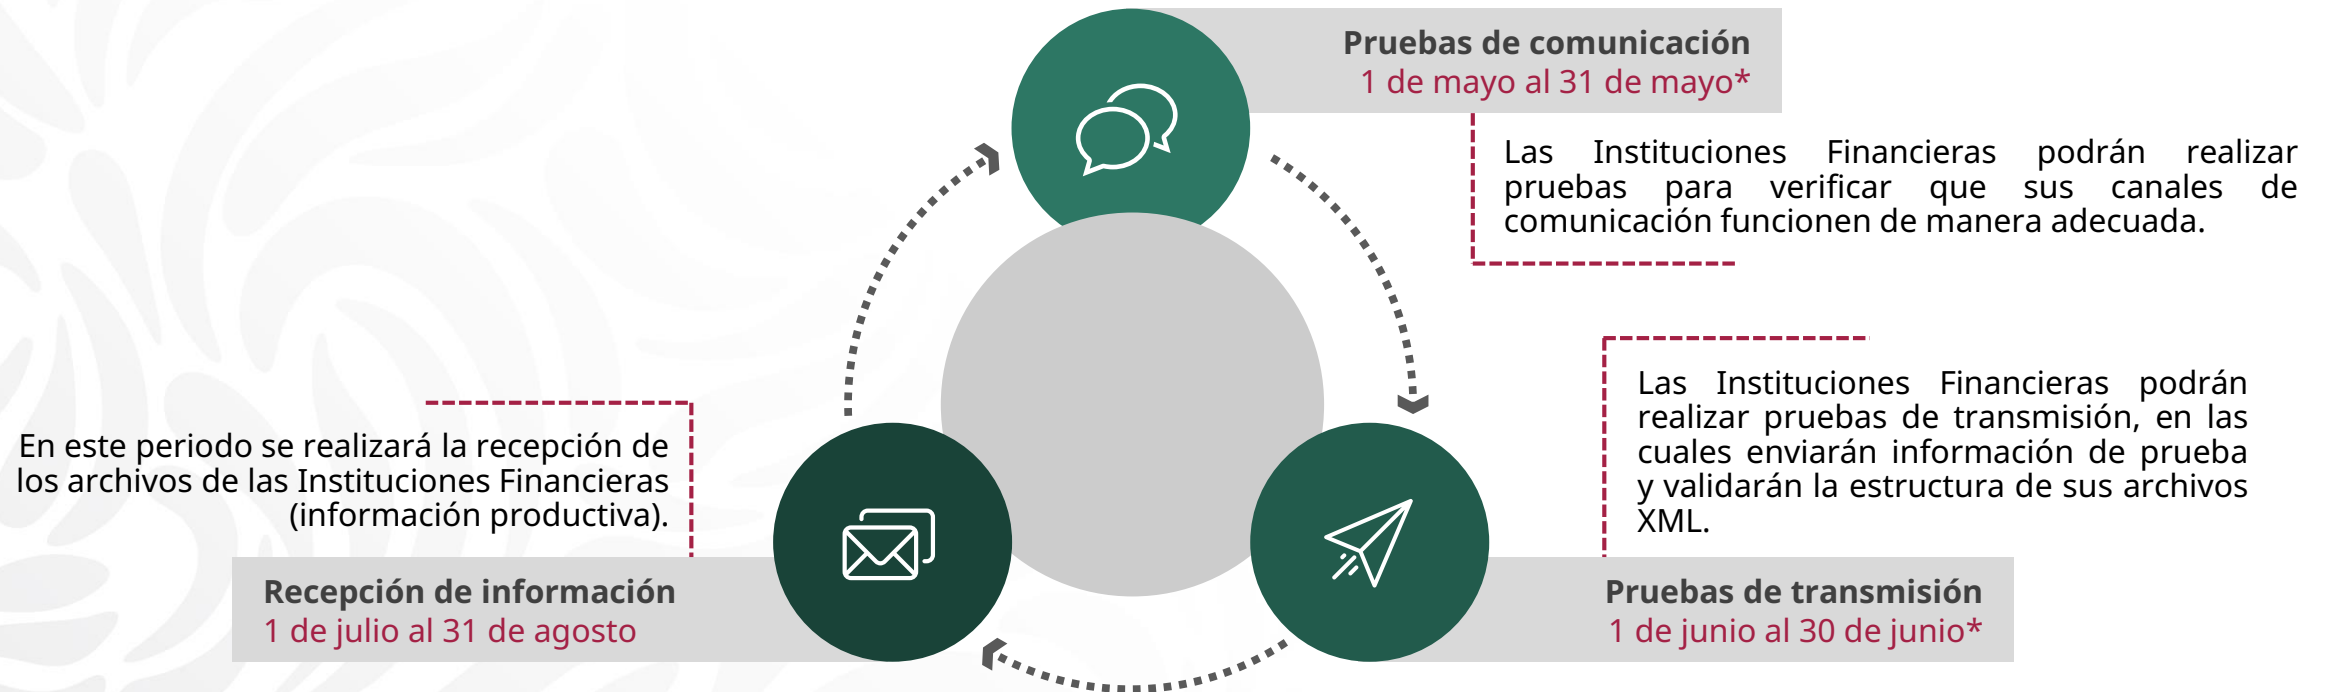 Pruebas de comunicación
1 de mayo al 31 de mayo*
Las Instituciones Financieras podrán realizar
pruebas para verificar que sus canales de
comunicación funcionen de manera adecuada.
Las Instituciones Financieras podrán
realizar pruebas de transmisión, en las
cuales enviarán información de prueba
y validarán la estructura de sus archivos
XML.
Pruebas de transmisión
1 de junio al 30 de junio*
En este periodo se realizará la recepción de
los archivos de las Instituciones Financieras
(información productiva).
Recepción de información
1 de julio al 31 de agosto